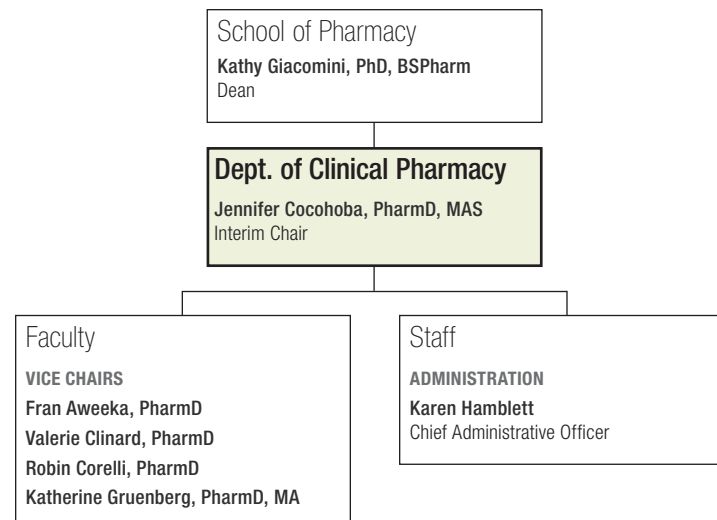 School of Pharmacy
Kathy Giacomini, PhD, BSPharm
Dean
Dept. of Clinical Pharmacy
Jennifer Cocohoba, PharmD, MAS
Interim Chair
Faculty
VICE CHAIRS
Fran Aweeka, PharmD
Valerie Clinard, PharmD
Robin Corelli, PharmD
Katherine Gruenberg, PharmD, MA
Staff
ADMINISTRATION
Karen Hamblett
Chief Administrative Officer